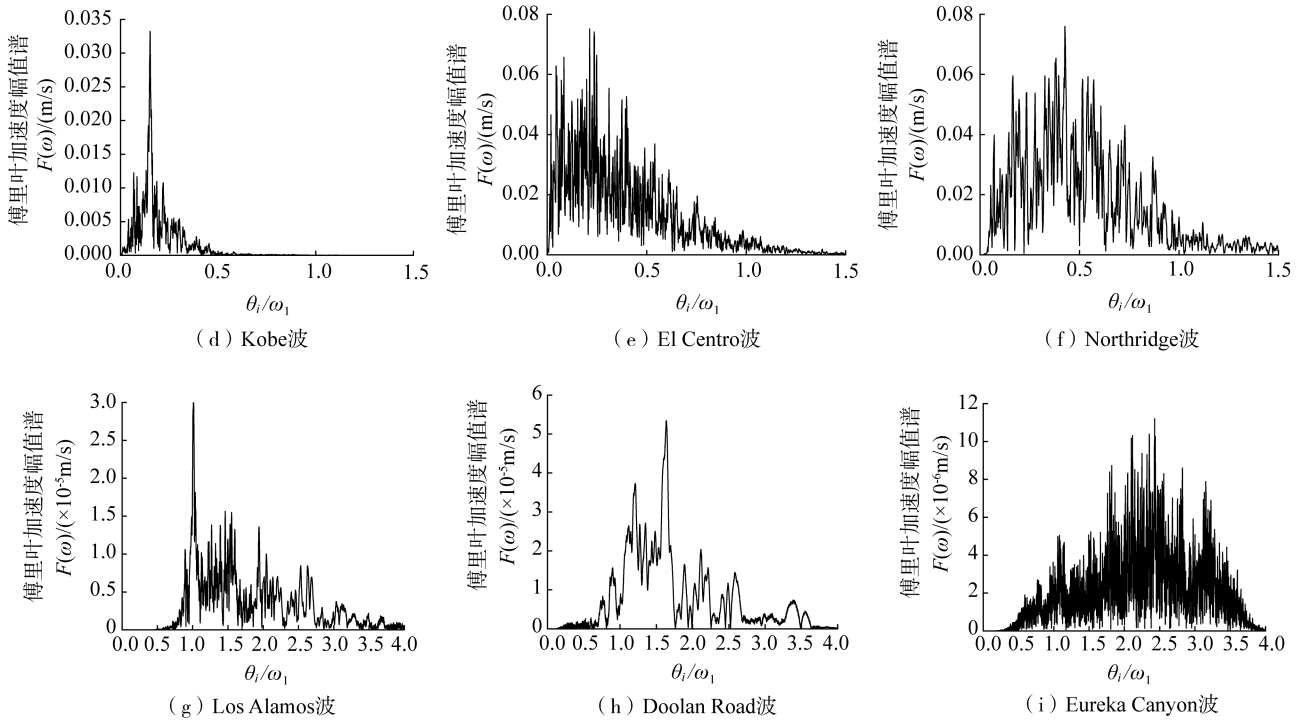 傅里叶加速度幅值谱
F(ω)/(m/s)
0.035
0.030
0.025
0.020
0.015
0.010
0.005
0.000
0.0 0.5 1.0 1.5
θi/ω1
（d）Kobe波
傅里叶加速度幅值谱
F(ω)/(m/s)
0.08
0.06
0.04
0.02
0.00
0.0 0.5 1.0 1.5
θi/ω1
（e）El Centro波
傅里叶加速度幅值谱
F(ω)/(m/s)
0.08
0.06
0.04
0.02
0.00
0.0 0.5 1.0 1.5
θi/ω1
（f）Northridge波
傅里叶加速度幅值谱
F(ω)/(×10-5m/s)
3.0
2.5
2.0
1.5
1.0
0.5
0
0.0 0.5 1.0 1.5 2.0 2.5 3.0 3.5 4.0
θi/ω1
（g）Los Alamos波
傅里叶加速度幅值谱
F(ω)/(×10-5m/s)
6
5
4
3
2
1
0
0.0 0.5 1.0 1.5 2.0 2.5 3.0 3.5 4.0
θi/ω1
（h）Doolan Road波
傅里叶加速度幅值谱
F(ω)/(×10-6m/s)
12
10
8
6
4
2
0
0.0 0.5 1.0 1.5 2.0 2.5 3.0 3.5 4.0
θi/ω1
（i）Eureka Canyon波